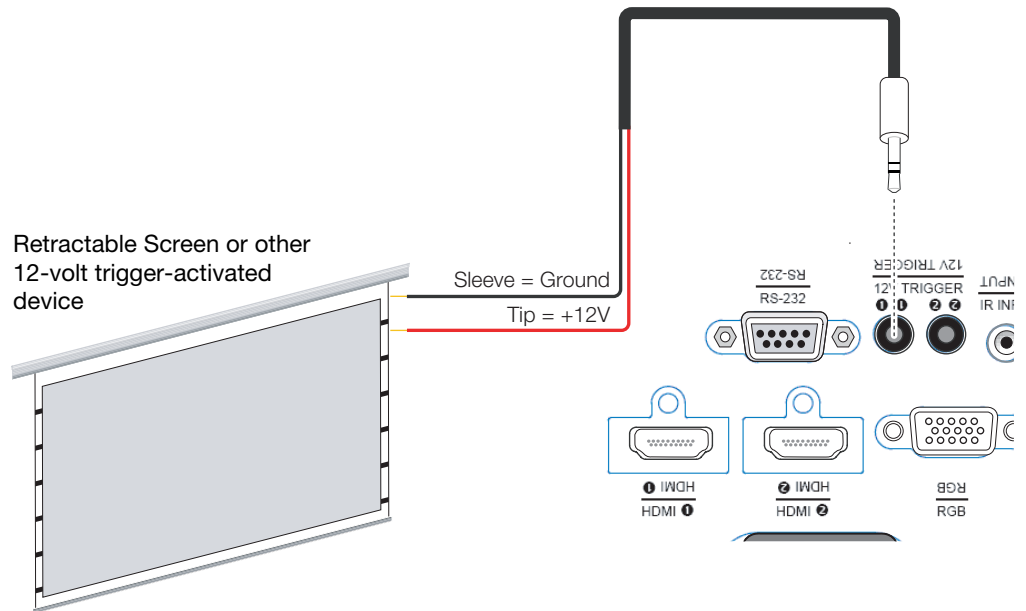 Retractable Screen or other
12-volt trigger-activated
device
Sleeve = Ground
Tip = +12V
RS-232
RS-232
12V TRIGGER
12V TRIGGER
❶ ❶ ❷ ❷
INPUT
IR INP
❶ HDMI
HDMI ❶
❷ HDMI
HDMI ❷
RGB
RGB